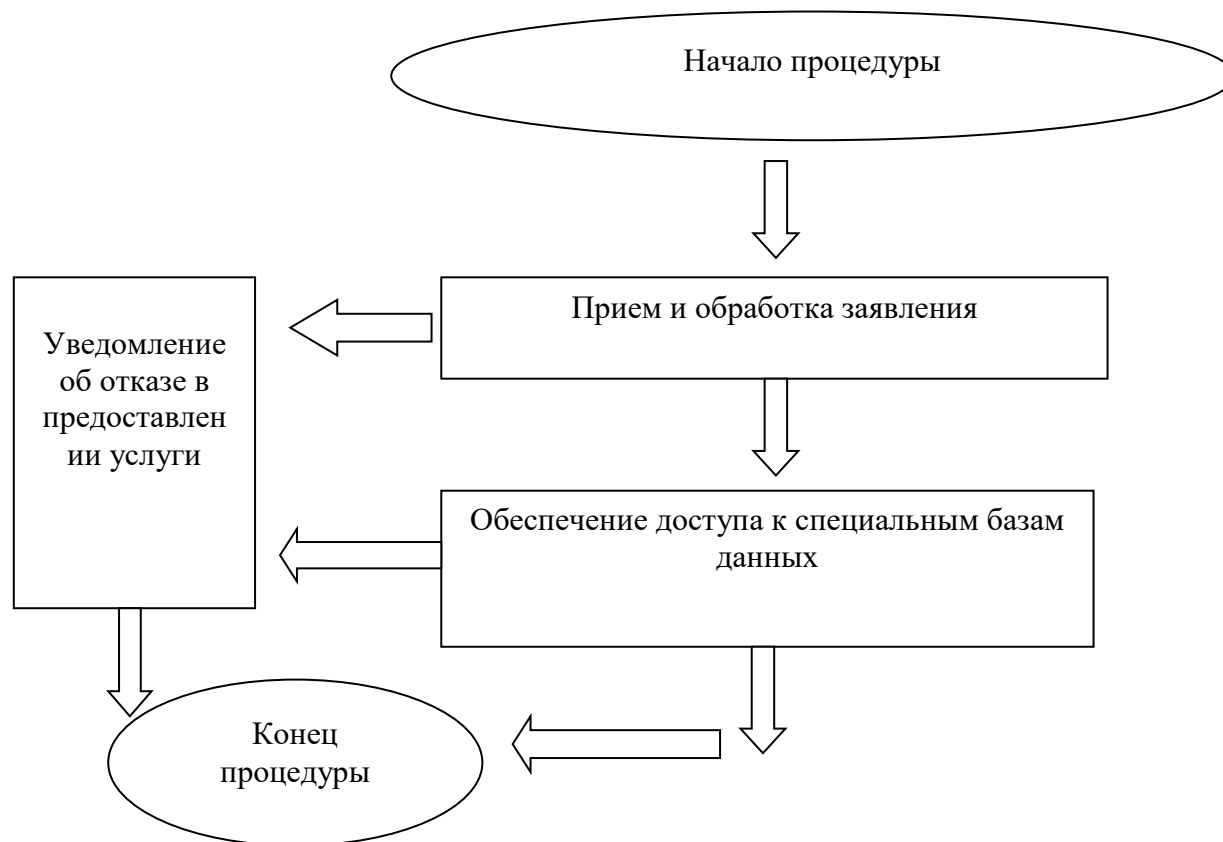 Начало процедуры
Прием и обработка заявления
Уведомление
об отказе в
предоставлен
ии услуги
Обеспечение доступа к специальным базам
данных
Конец
процедуры